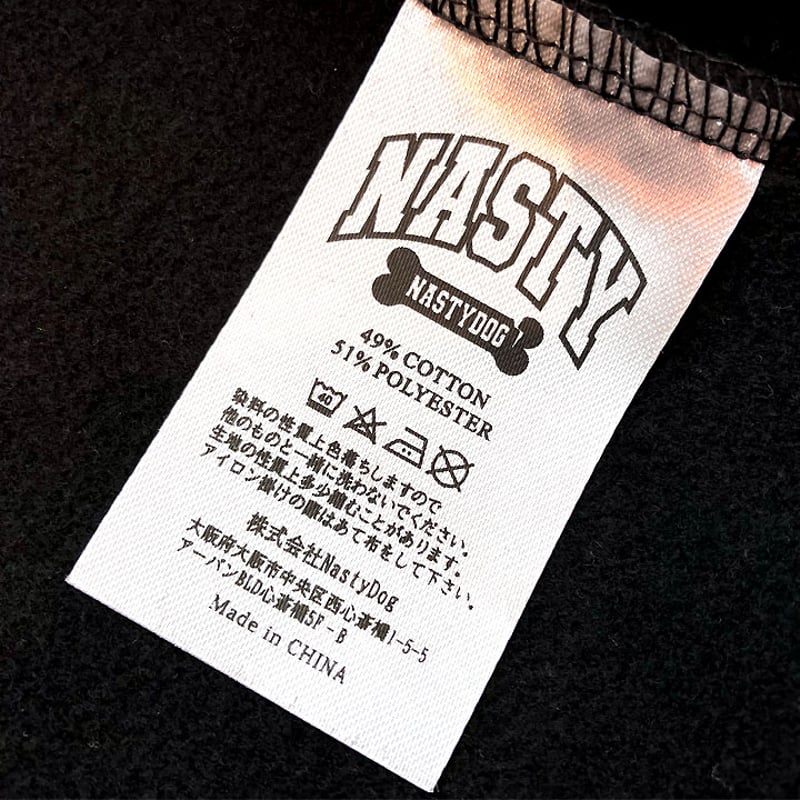 NASTY
NASTYDOG
49% COTTON
51% POLYESTER
40
染料の性質上色落ちしますので
他のものと一緒に洗わないでください。
生地の性質上多少縮むことがあります。
アイロン掛けの際はあて布をして下さい。
株式会社NastyDog
大阪府大阪市中央区西心斎橋1-5-5
アーバンBLD心斎橋5F-B
Made in CHINA